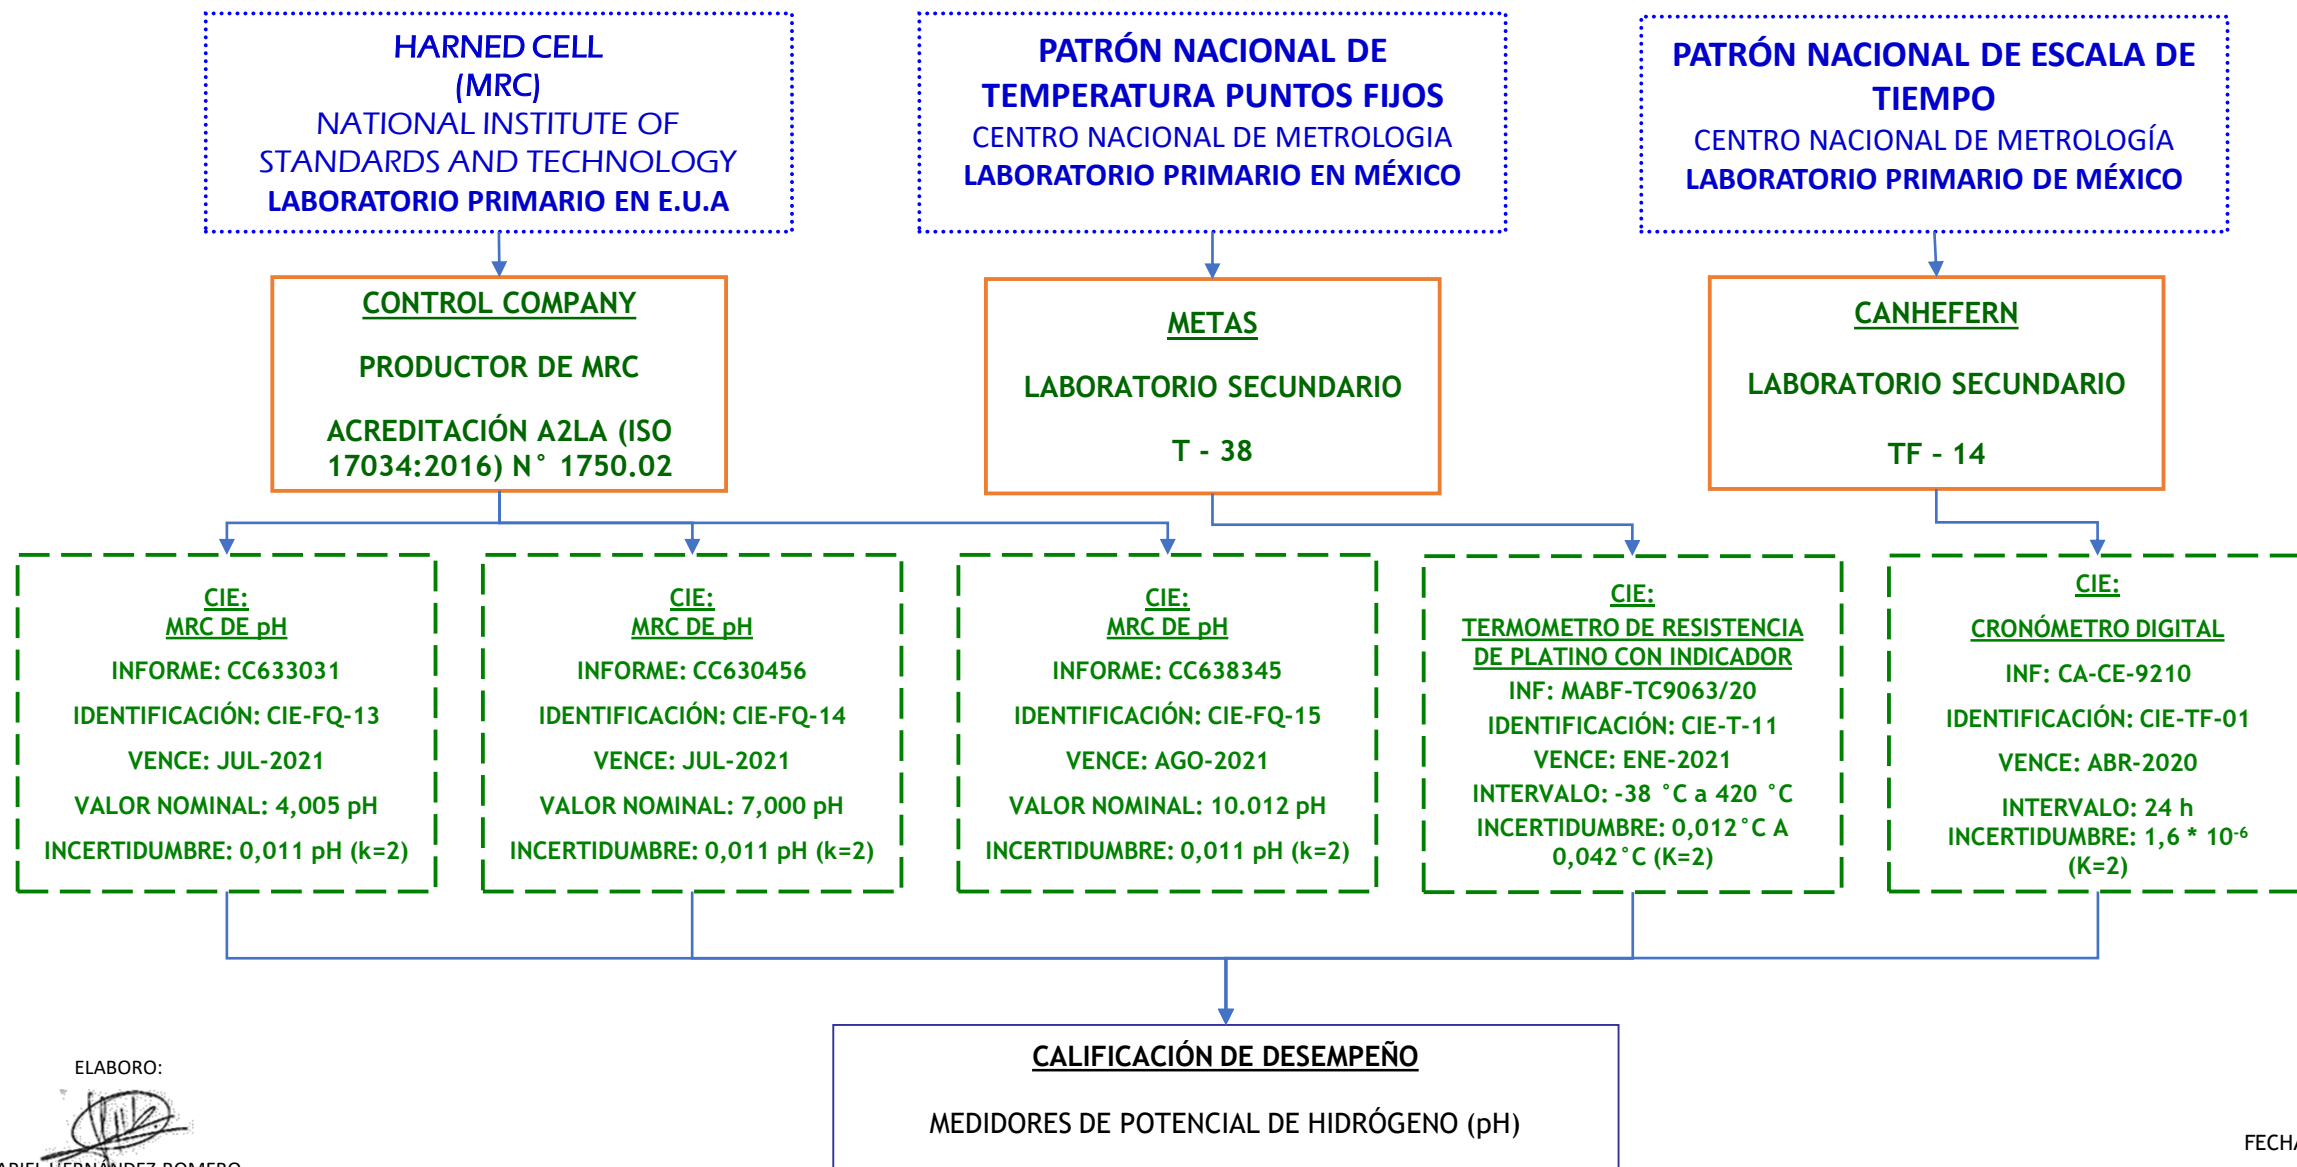 HARNED CELL
(MRC)
NATIONAL INSTITUTE OF
STANDARDS AND TECHNOLOGY
LABORATORIO PRIMARIO EN E.U.A
PATRÓN NACIONAL DE
TEMPERATURA PUNTOS FIJOS
CENTRO NACIONAL DE METROLOGIA
LABORATORIO PRIMARIO EN MÉXICO
PATRÓN NACIONAL DE ESCALA DE
TIEMPO
CENTRO NACIONAL DE METROLOGÍA
LABORATORIO PRIMARIO DE MÉXICO
CONTROL COMPANY
PRODUCTOR DE MRC
ACREDITACIÓN A2LA (ISO
17034:2016) N° 1750.02
METAS
LABORATORIO SECUNDARIO
T - 38
CANHEFERN
LABORATORIO SECUNDARIO
TF – 14
CIE:
MRC DE pH
INFORME: CC633031
IDENTIFICACIÓN: CIE-FQ-13
VENCE: JUL-2021
VALOR NOMINAL: 4,005 pH
INCERTIDUMBRE: 0,011 pH (k=2)
CIE:
MRC DE pH
INFORME: CC630456
IDENTIFICACIÓN: CIE-FQ-14
VENCE: JUL-2021
VALOR NOMINAL: 7,000 pH
INCERTIDUMBRE: 0,011 pH (k=2)
CIE:
MRC DE pH
INFORME: CC638345
IDENTIFICACIÓN: CIE-FQ-15
VENCE: AGO-2021
VALOR NOMINAL: 10.012 pH
INCERTIDUMBRE: 0,011 pH (k=2)
CIE:
TERMOMETRO DE RESISTENCIA
DE PLATINO CON INDICADOR
INF: MABF-TC9063/20
IDENTIFICACIÓN: CIE-T-11
VENCE: ENE-2021
INTERVALO: -38 °C a 420 °C
INCERTIDUMBRE: 0,012°C A
0,042°C (K=2)
CIE:
CRONÓMETRO DIGITAL
INF: CA-CE-9210
IDENTIFICACIÓN: CIE-TF-01
VENCE: ABR-2020
INTERVALO: 24 h
INCERTIDUMBRE: 1,6 * 10⁻⁶
(K=2)
CALIFICACIÓN DE DESEMPEÑO
MEDIDORES DE POTENCIAL DE HIDRÓGENO (pH)
ELABORO:
HERNÁNDEZ ROMERO
FECHA